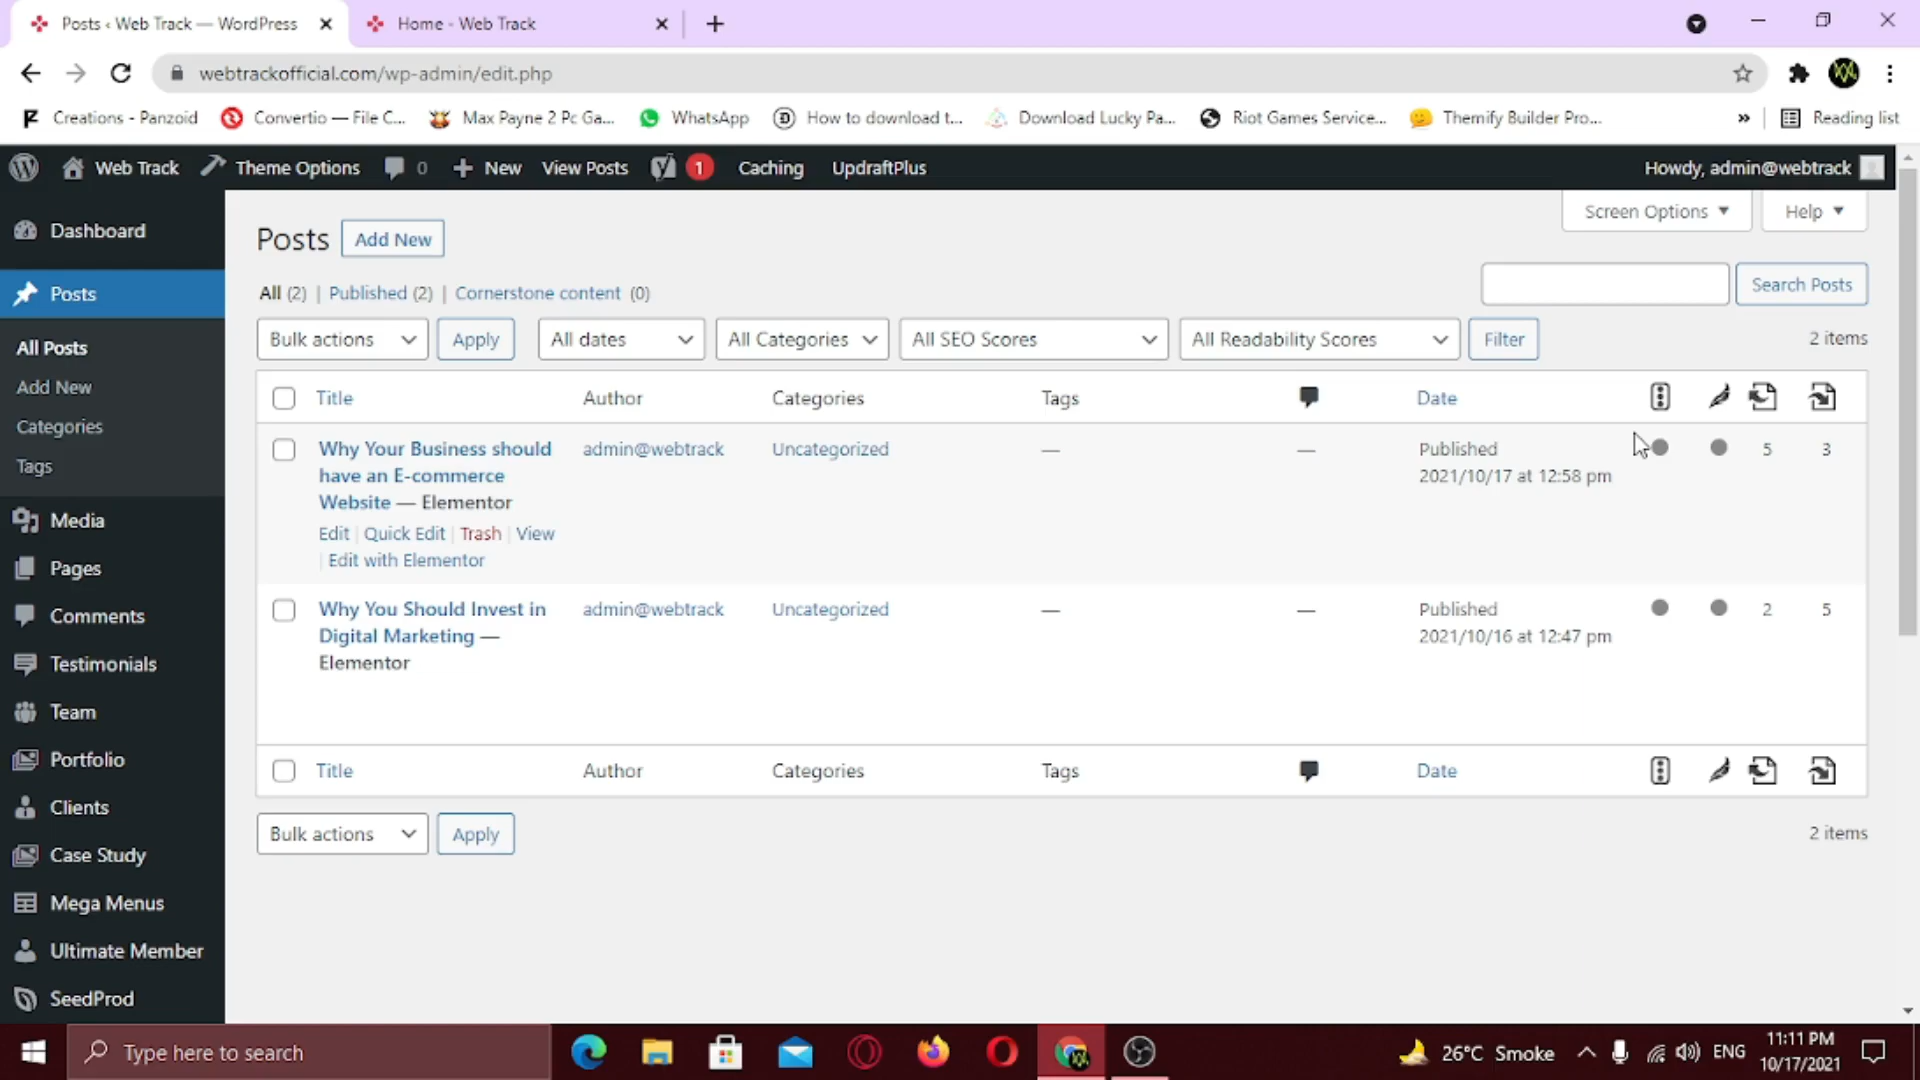 Posts ‹ Web Track — WordPress
Home - Web Track
webtrackofficial.com/wp-admin/edit.php
Creations - Panzoid
Convertio — File C...
Max Payne 2 Pc Ga...
WhatsApp
How to download t...
Download Lucky Pa...
Riot Games Service...
Themify Builder Pro...
»
Reading list
Web Track
Theme Options
0
New
View Posts
1
Caching
UpdraftPlus
Howdy, admin@webtrack
Dashboard
Posts
All Posts
Add New
Categories
Tags
Media
Pages
Comments
Testimonials
Team
Portfolio
Clients
Case Study
Mega Menus
Ultimate Member
SeedProd
Screen Options
Help
Posts
Add New
All (2) | Published (2) | Cornerstone content (0)
Search Posts
Bulk actions
Apply
All dates
All Categories
All SEO Scores
All Readability Scores
Filter
2 items
Title
Author
Categories
Tags
Date
Why Your Business should
have an E-commerce
Website — Elementor
Edit | Quick Edit | Trash | View
| Edit with Elementor
admin@webtrack
Uncategorized
—
—
Published
2021/10/17 at 12:58 pm
5
3
Why You Should Invest in
Digital Marketing —
Elementor
admin@webtrack
Uncategorized
—
—
Published
2021/10/16 at 12:47 pm
2
5
Title
Author
Categories
Tags
Date
Bulk actions
Apply
2 items
Type here to search
26°C Smoke
ENG
11:11 PM
10/17/2021